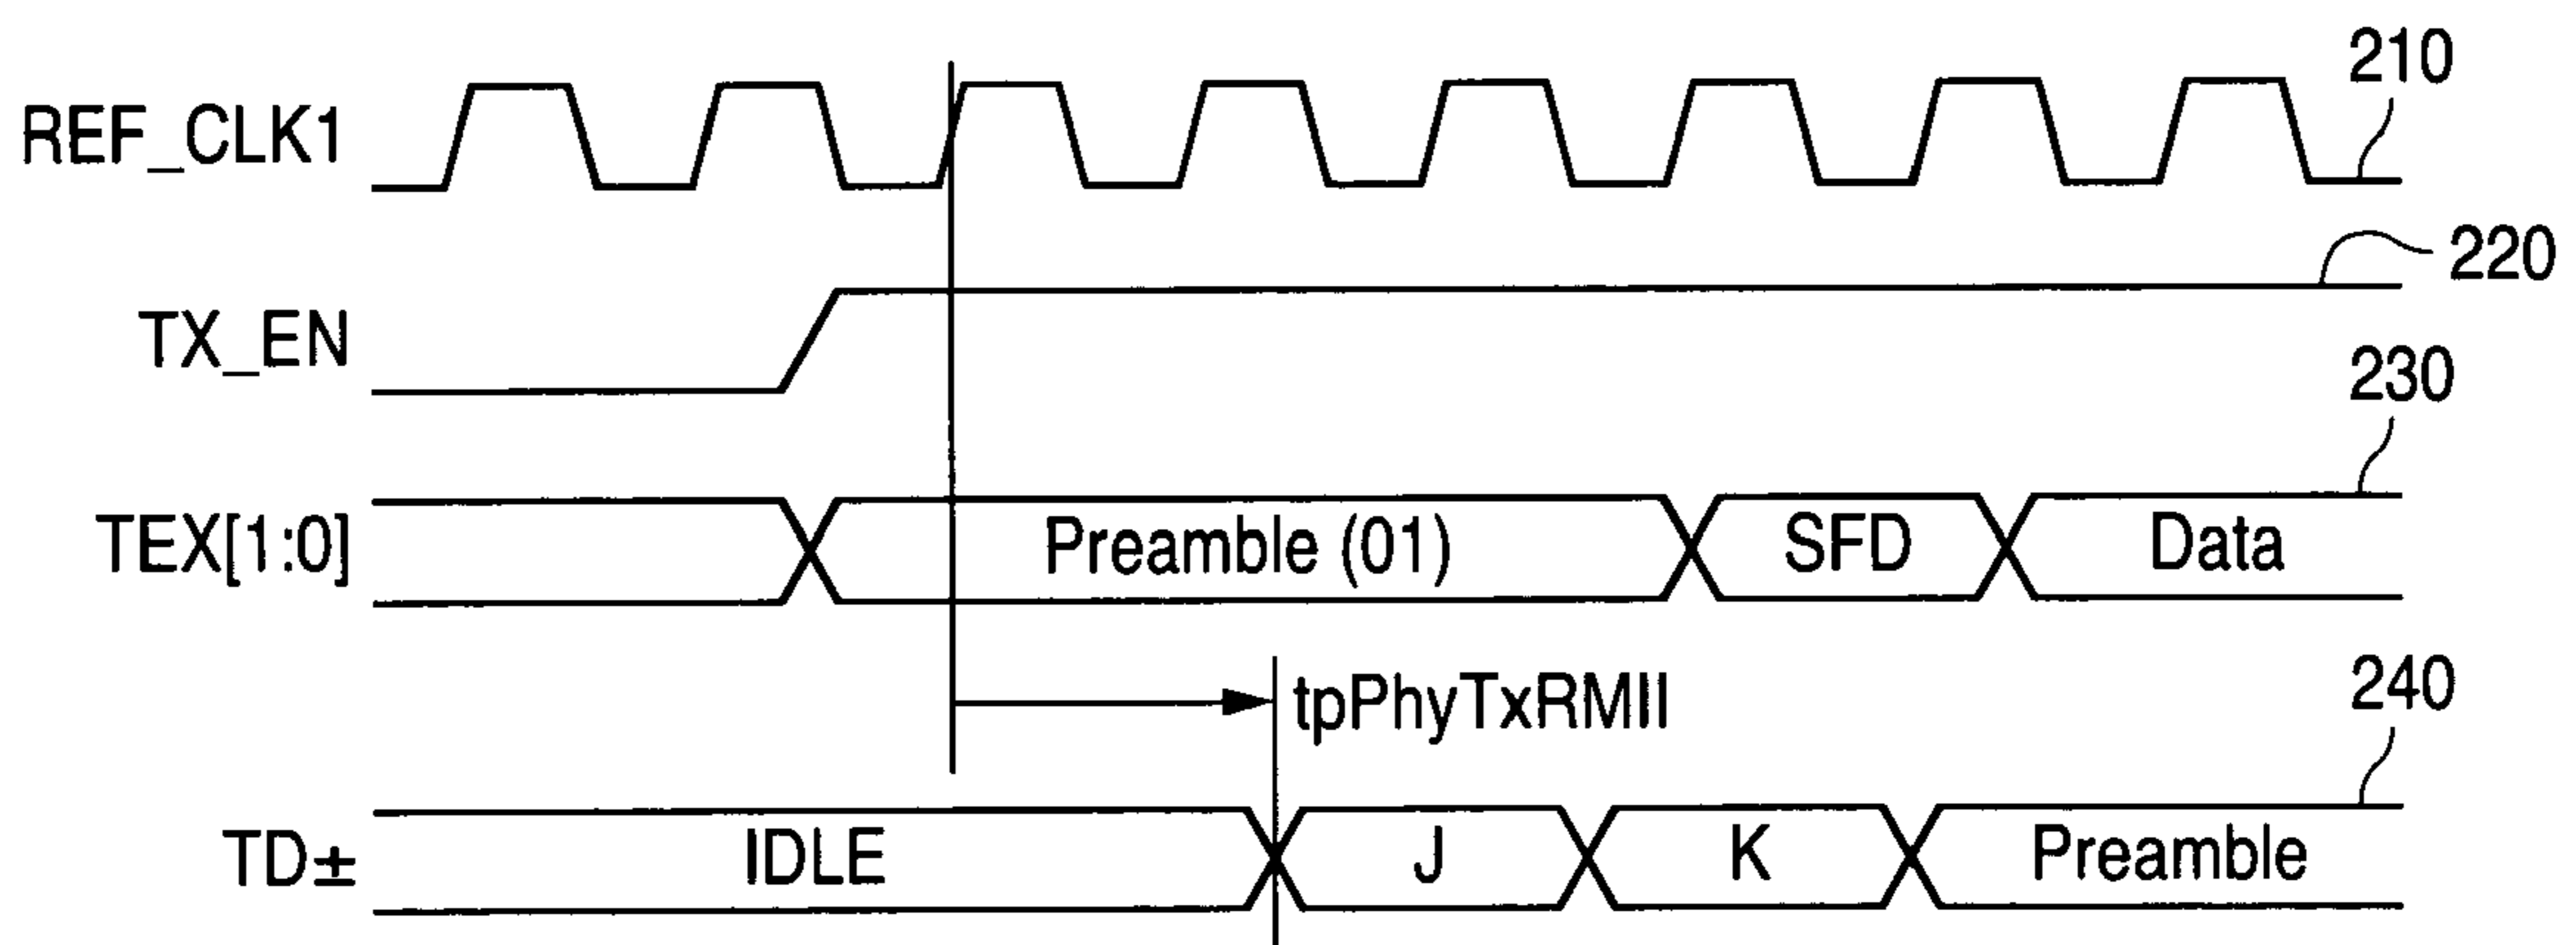 210
REF_CLK1
220
TX_EN
230
TEX[1:0]
Preamble (01)
SFD
Data
tpPhyTxRMII
240
TD±
IDLE
J
K
Preamble